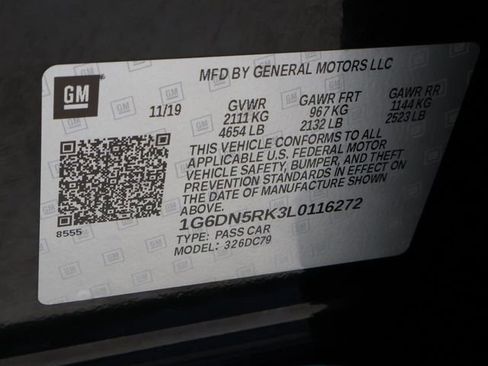 GM
MFD BY GENERAL MOTORS LLC
11/19 GVWR GAWR FRT GAWR RR
2111 KG 967 KG 1144 KG
4654 LB 2132 LB 2523 LB
THIS VEHICLE CONFORMS TO ALL
APPLICABLE U.S. FEDERAL MOTOR
VEHICLE SAFETY, BUMPER, AND THEFT
PREVENTION STANDARDS IN EFFECT ON
THE DATE OF MANUFACTURE SHOWN
ABOVE.
1G6DN5RK3L0116272
TYPE: PASS CAR
MODEL: 326DC79
8555